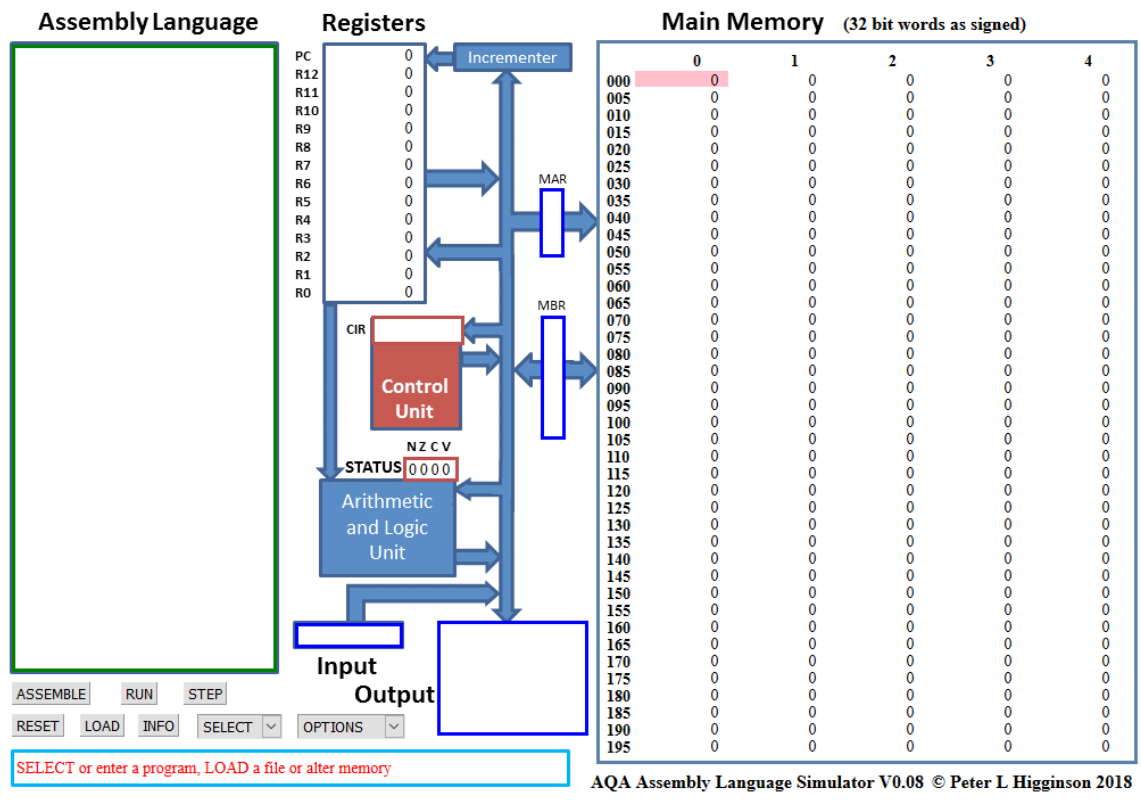 Assembly Language
Registers
Main Memory (32 bit words as signed)
PC 0
R12 0
R11 0
R10 0
R9 0
R8 0
R7 0
R6 0
R5 0
R4 0
R3 0
R2 0
R1 0
R0 0
Incrementer
MAR
MBR
CIR
Control
Unit
N Z C V
STATUS 0 0 0 0
Arithmetic
and Logic
Unit
Input
Output
0 1 2 3 4
000 0 0 0 0 0
005 0 0 0 0 0
010 0 0 0 0 0
015 0 0 0 0 0
020 0 0 0 0 0
025 0 0 0 0 0
030 0 0 0 0 0
035 0 0 0 0 0
040 0 0 0 0 0
045 0 0 0 0 0
050 0 0 0 0 0
055 0 0 0 0 0
060 0 0 0 0 0
065 0 0 0 0 0
070 0 0 0 0 0
075 0 0 0 0 0
080 0 0 0 0 0
085 0 0 0 0 0
090 0 0 0 0 0
095 0 0 0 0 0
100 0 0 0 0 0
105 0 0 0 0 0
110 0 0 0 0 0
115 0 0 0 0 0
120 0 0 0 0 0
125 0 0 0 0 0
130 0 0 0 0 0
135 0 0 0 0 0
140 0 0 0 0 0
145 0 0 0 0 0
150 0 0 0 0 0
155 0 0 0 0 0
160 0 0 0 0 0
165 0 0 0 0 0
170 0 0 0 0 0
175 0 0 0 0 0
180 0 0 0 0 0
185 0 0 0 0 0
190 0 0 0 0 0
195 0 0 0 0 0
ASSEMBLE RUN STEP
RESET LOAD INFO SELECT OPTIONS
SELECT or enter a program, LOAD a file or alter memory
AQA Assembly Language Simulator V0.08 © Peter L Higginson 2018